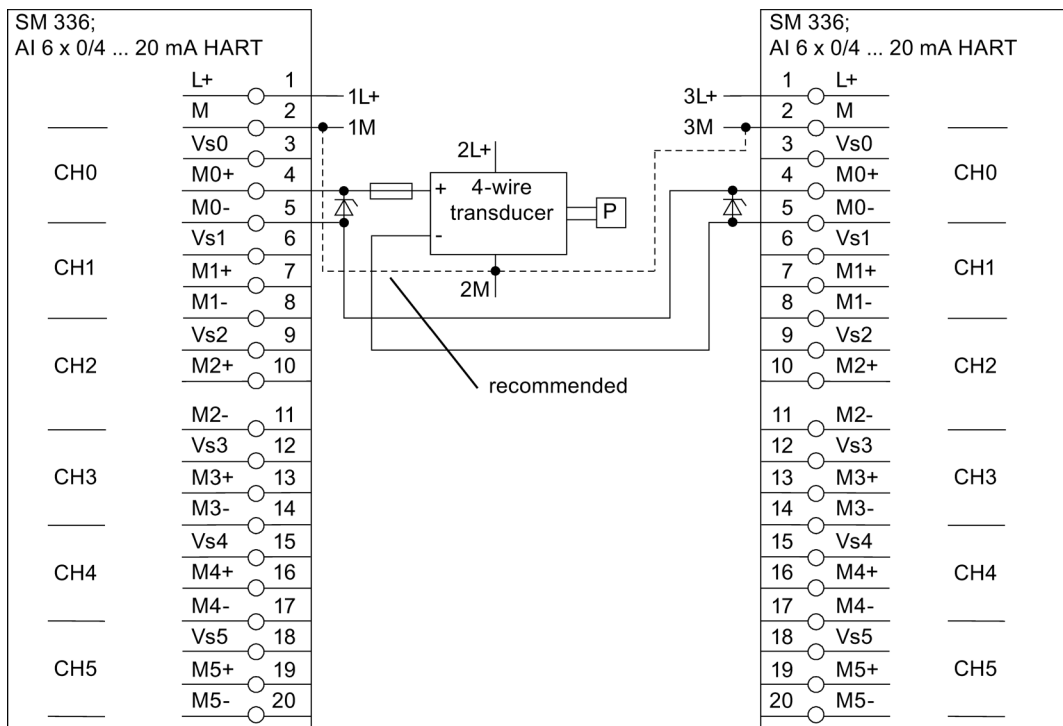 SM 336;
AI 6 x 0/4 ... 20 mA HART
L+ 1
M 2
Vs0 3
CH0
M0+ 4
M0- 5
Vs1 6
CH1
M1+ 7
M1- 8
Vs2 9
CH2
M2+ 10
M2- 11
Vs3 12
CH3
M3+ 13
M3- 14
Vs4 15
CH4
M4+ 16
M4- 17
Vs5 18
CH5
M5+ 19
M5- 20
1L+
1M
2L+
+ 4-wire
transducer
-
P
2M
recommended
3L+
3M
SM 336;
AI 6 x 0/4 ... 20 mA HART
1 L+
2 M
3 Vs0
CH0
4 M0+
5 M0-
6 Vs1
CH1
7 M1+
8 M1-
9 Vs2
CH2
10 M2+
11 M2-
12 Vs3
CH3
13 M3+
14 M3-
15 Vs4
CH4
16 M4+
17 M4-
18 Vs5
CH5
19 M5+
20 M5-